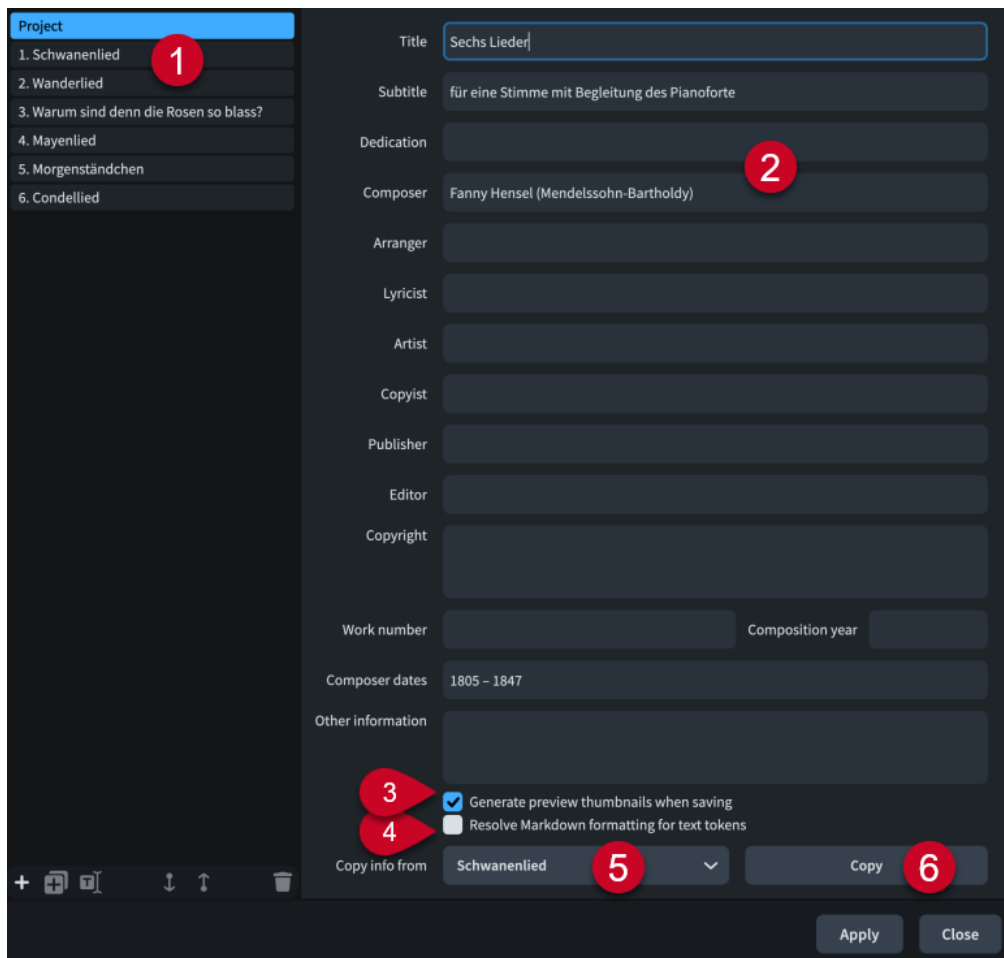 Project
1. Schwanenlied
2. Wanderlied
3. Warum sind denn die Rosen so blass?
4. Mayenlied
5. Morgenständchen
6. Condellied
1
Title
Sechs Lieder
Subtitle
für eine Stimme mit Begleitung des Pianoforte
Dedication
2
Composer
Fanny Hensel (Mendelssohn-Bartholdy)
Arranger
Lyricist
Artist
Copyist
Publisher
Editor
Copyright
Work number
Composition year
Composer dates
1805 – 1847
Other information
3
Generate preview thumbnails when saving
4
Resolve Markdown formatting for text tokens
Copy info from
Schwanenlied
5
Copy
6
Apply
Close